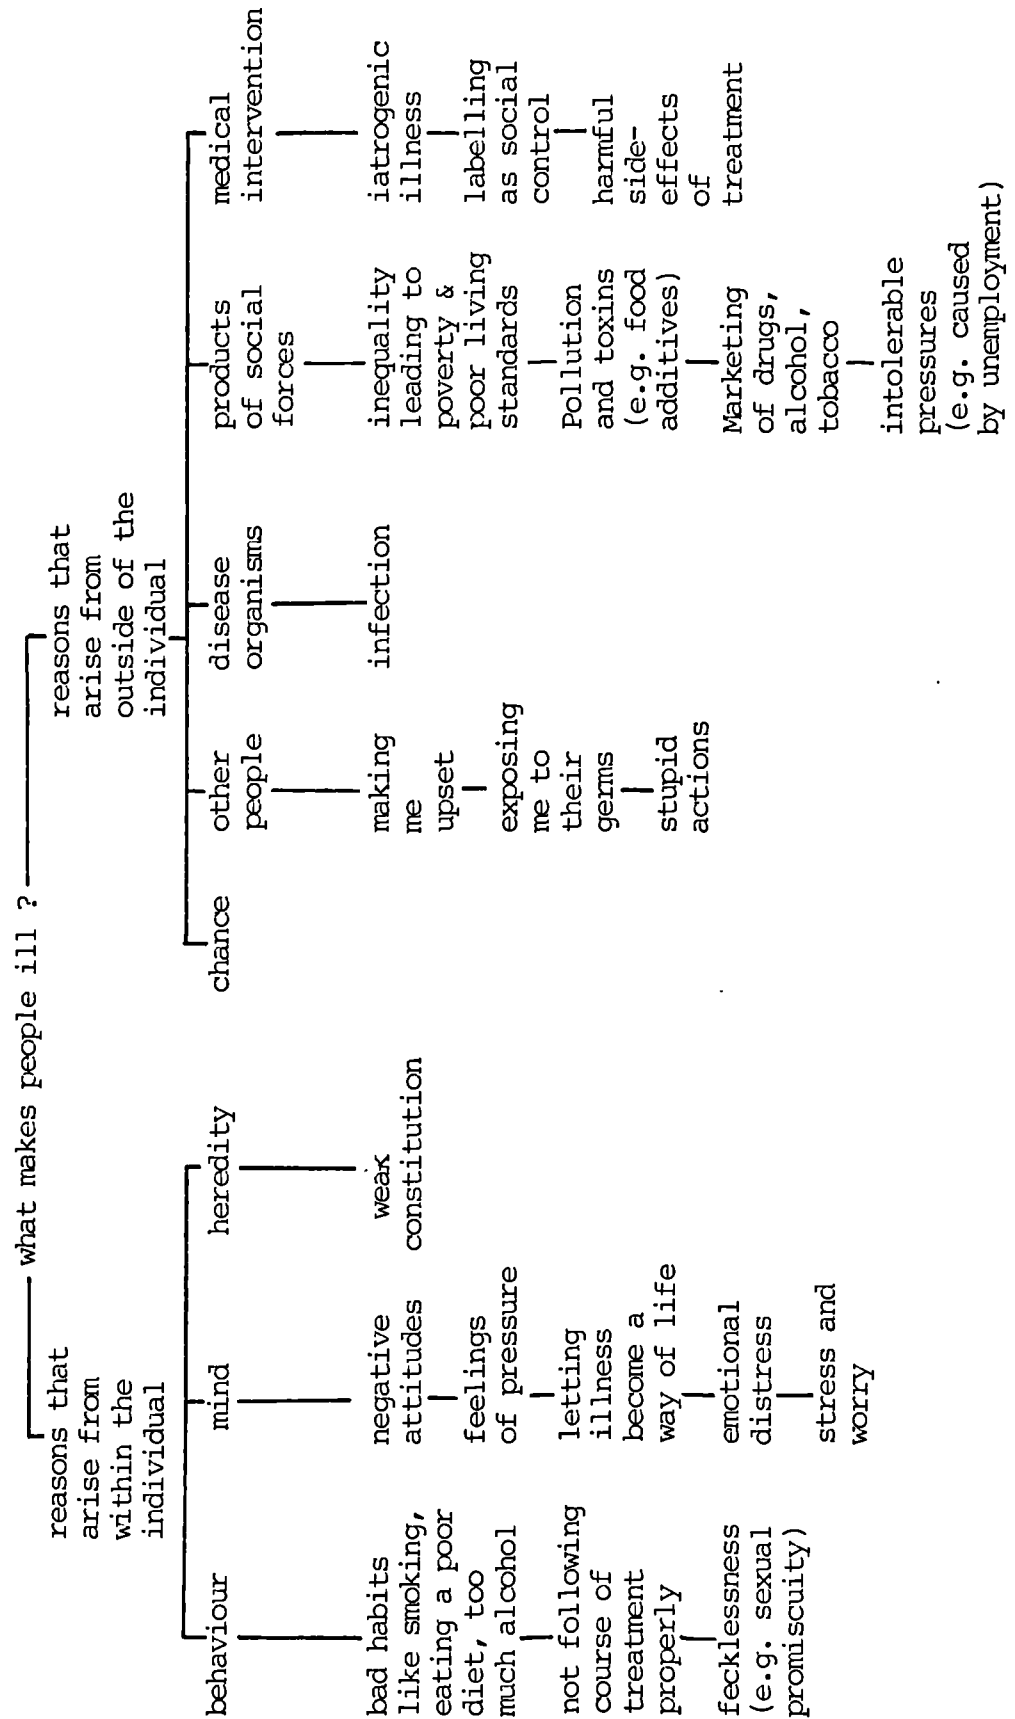 what makes people ill ?
reasons that
arise from
within the
individual
behaviour
bad habits
like smoking,
eating a poor
diet, too
much alcohol
not following
course of
treatment
properly
fecklessness
(e.g. sexual
promiscuity)
mind
negative
attitudes
feelings
of pressure
letting
illness
become a
way of life
emotional
distress
stress and
worry
heredity
weak
constitution
reasons that
arise from
outside of the
individual
chance
other
people
making
me
upset
exposing
me to
their
germs
stupid
actions
disease
organisms
infection
products
of social
forces
inequality
leading to
poverty &
poor living
standards
Pollution
and toxins
(e.g. food
additives)
Marketing
of drugs,
alcohol,
tobacco
intolerable
pressures
(e.g. caused
by unemployment)
medical
intervention
iatrogenic
illness
labelling
as social
control
harmful
side-
effects
of
treatment